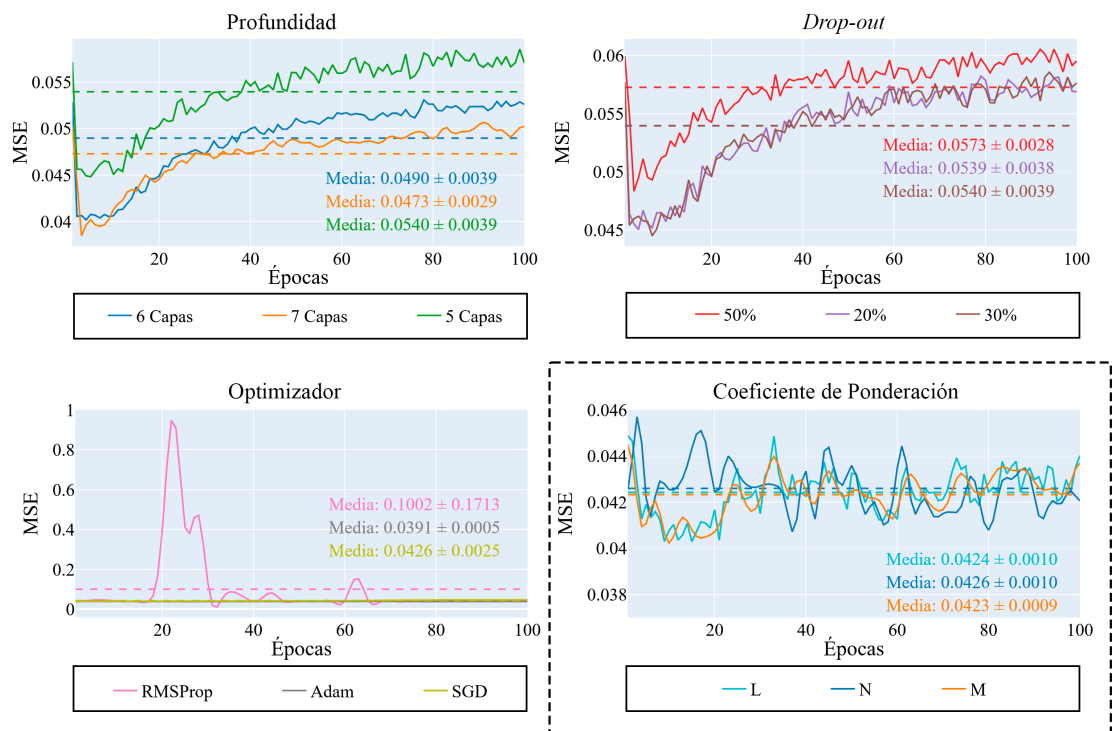 Profundidad
MSE
0.055
0.05
0.045
0.04
Media: 0.0490 ± 0.0039
Media: 0.0473 ± 0.0029
Media: 0.0540 ± 0.0039
20
40
60
80
100
Épocas
6 Capas
7 Capas
5 Capas
Drop-out
MSE
0.06
0.055
0.05
0.045
Media: 0.0573 ± 0.0028
Media: 0.0539 ± 0.0038
Media: 0.0540 ± 0.0039
20
40
60
80
100
Épocas
50%
20%
30%
Optimizador
MSE
1
0.8
0.6
0.4
0.2
0
Media: 0.1002 ± 0.1713
Media: 0.0391 ± 0.0005
Media: 0.0426 ± 0.0025
20
40
60
80
100
Épocas
RMSProp
Adam
SGD
Coeficiente de Ponderación
MSE
0.046
0.044
0.042
0.04
0.038
Media: 0.0424 ± 0.0010
Media: 0.0426 ± 0.0010
Media: 0.0423 ± 0.0009
20
40
60
80
100
Épocas
L
N
M